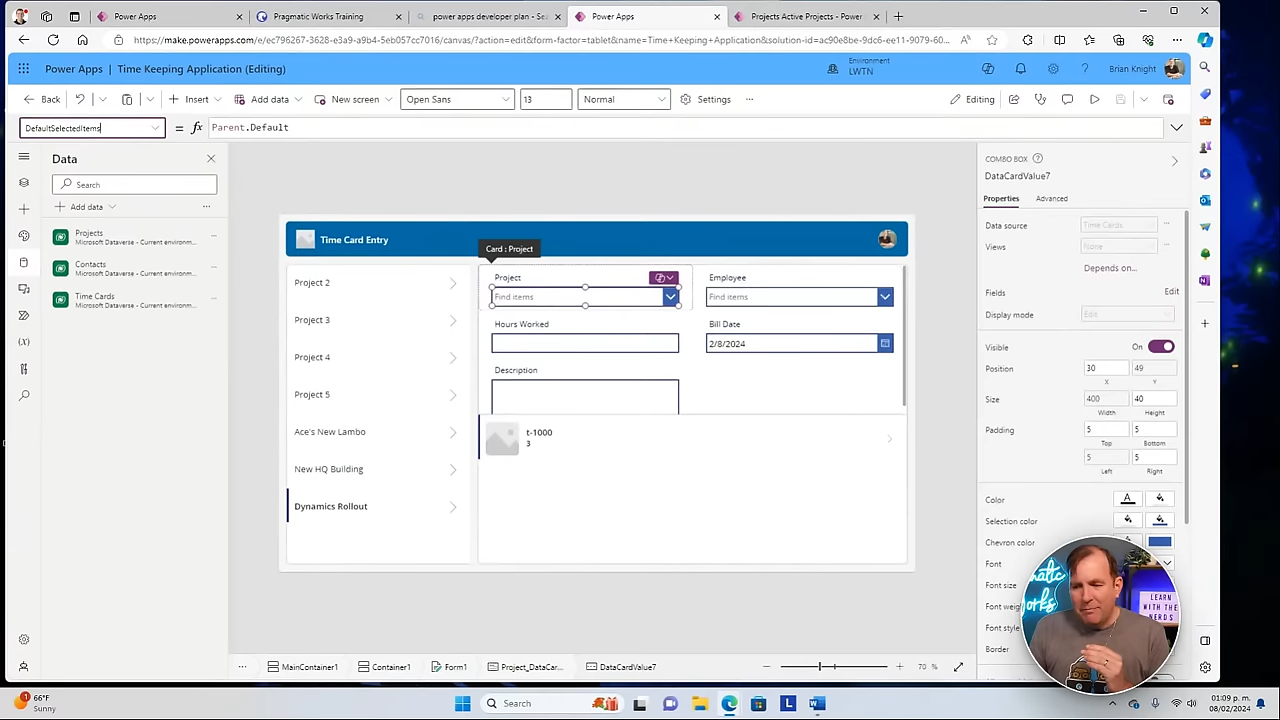 Power Apps
Pragmatic Works Training
power apps developer plan - Se
Power Apps
Projects Active Projects - Power
https://make.powerapps.com/e/ec796267-3628-e3a9-a9b4-5eb057cc7016/canvas/?action=edit&form-factor=tablet&name=Time+Keeping+Application&solution-id=ac90e8be-9dc6-ee11-9079-60...
Power Apps | Time Keeping Application (Editing)
Environment
LWTN
Brian Knight
Back
Insert
Add data
New screen
Open Sans
13
Normal
Settings
Editing
DefaultSelectedItems
= fx Parent.Default
Data
Search
Add data
Projects
Microsoft Dataverse - Current environm...
Contacts
Microsoft Dataverse - Current environm...
Time Cards
Microsoft Dataverse - Current environm...
Time Card Entry
Card : Project
Project 2
Project 3
Project 4
Project 5
Ace's New Lambo
New HQ Building
Dynamics Rollout
Project
Find items
Employee
Find items
Hours Worked
Bill Date
2/8/2024
Description
t-1000
3
COMBO BOX
DataCardValue7
Properties
Advanced
Data source
Time Cards
Views
None
Depends on...
Fields
Edit
Display mode
Edit
Visible
On
Position
30
49
X
Y
Size
400
40
Width
Height
Padding
5
5
Top
Bottom
5
5
Left
Right
Color
Selection color
Chevron color
Font
Font size
Font weig
Font style
Border
LEARN
WITH THE
NERDS
MainContainer1
Container1
Form1
Project_DataCar...
DataCardValue7
70 %
66°F
Sunny
Search
01:09 p. m.
08/02/2024